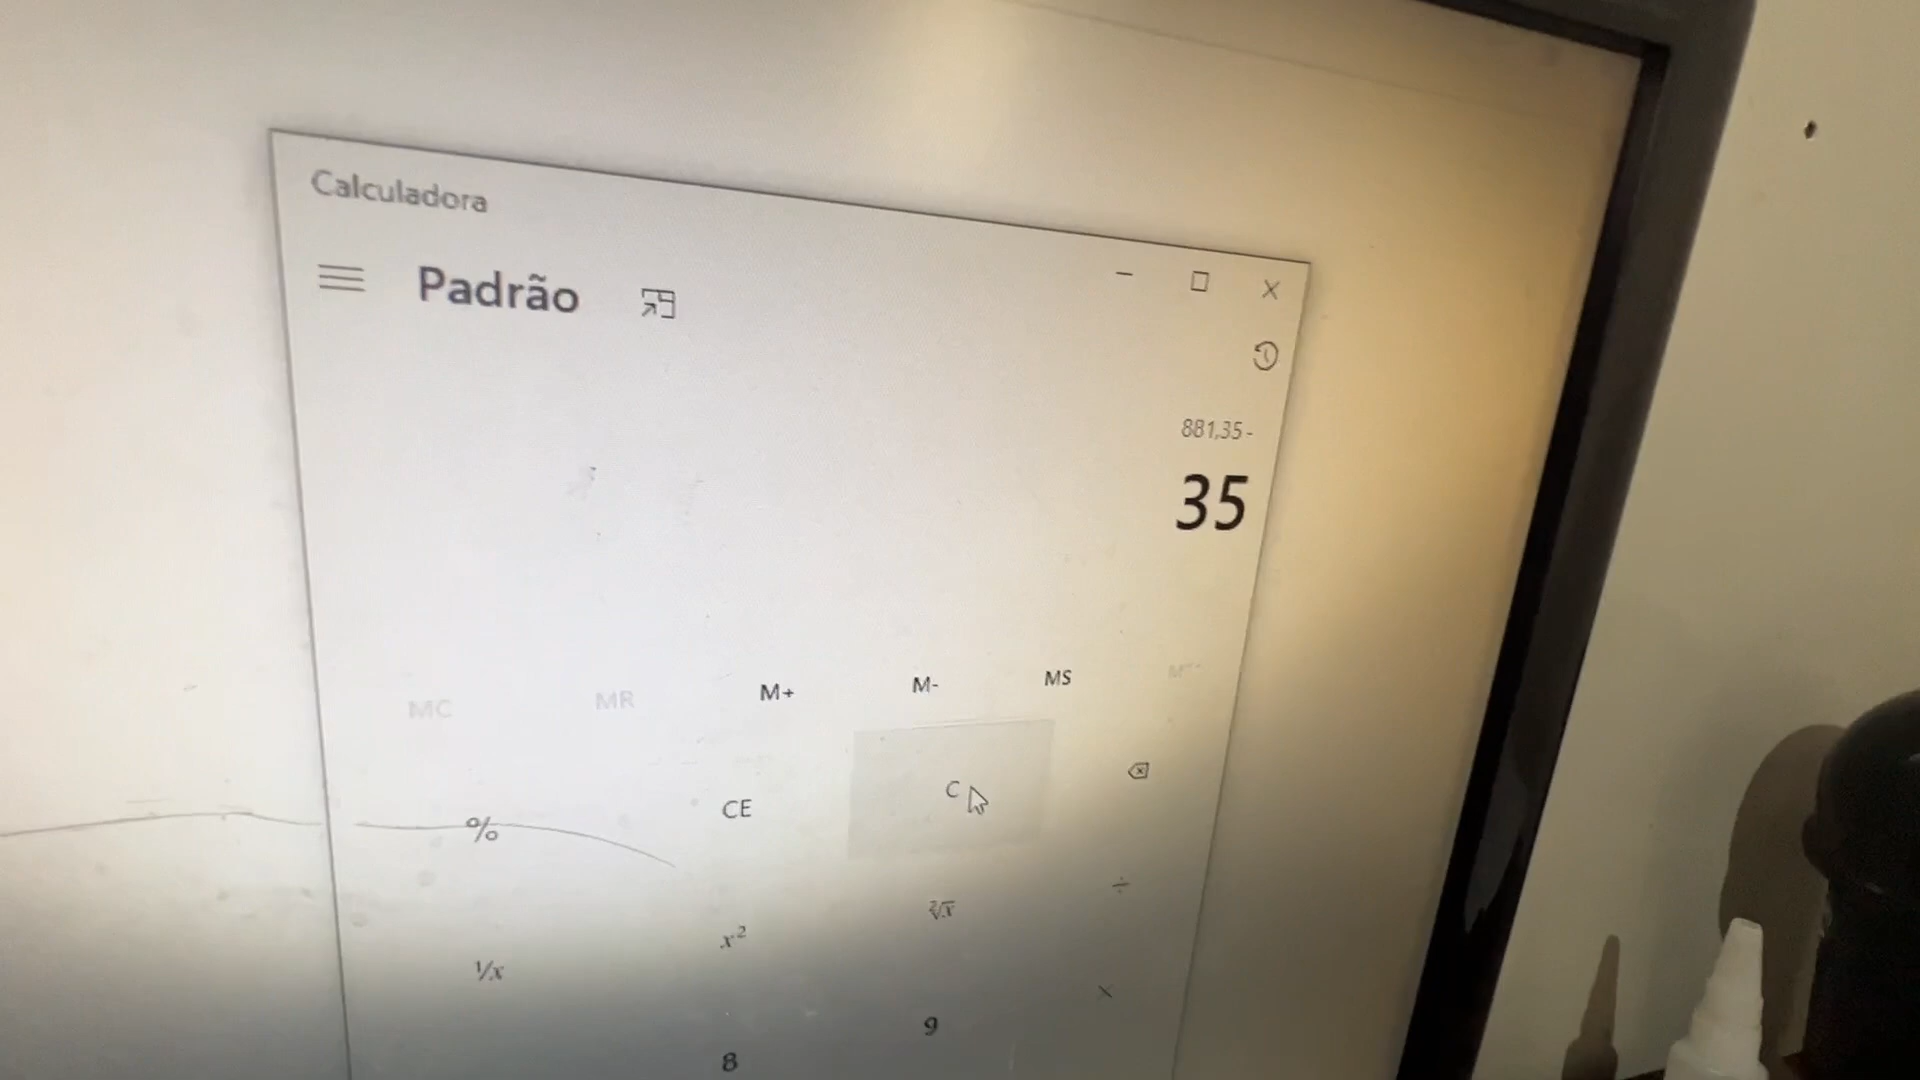 Calculadora
Padrão
881,35 -
35
MC MR M+ M- MS
% CE C
¹/x x² ²√x ÷
8 9 ×